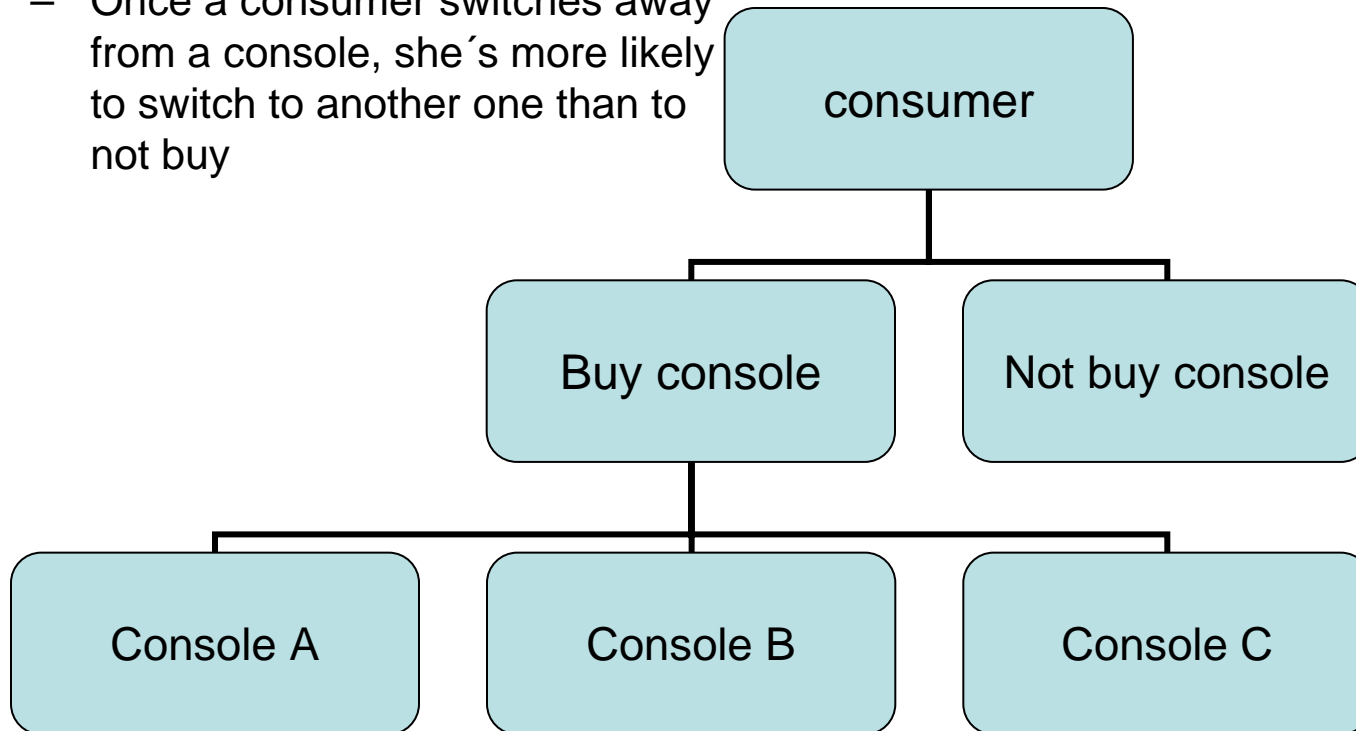 – Once a consumer switches away
from a console, she´s more likely
to switch to another one than to
not buy
consumer
Buy console
Not buy console
Console A
Console B
Console C